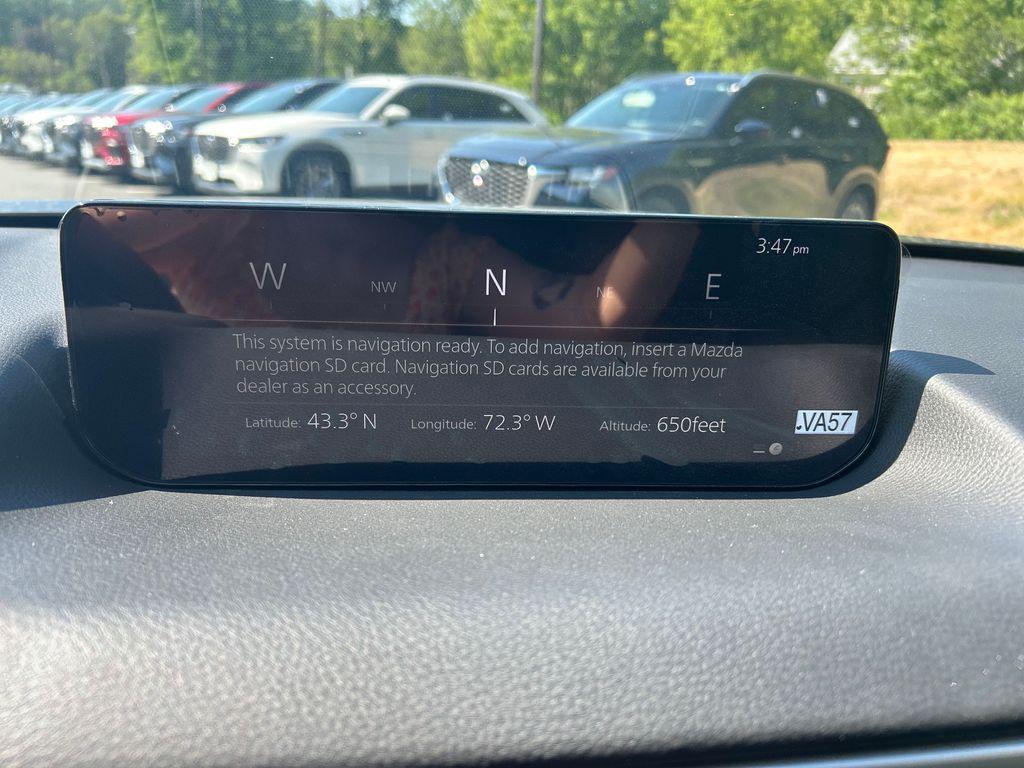 3:47 pm
W NW N NE E
This system is navigation ready. To add navigation, insert a Mazda
navigation SD card. Navigation SD cards are available from your
dealer as an accessory.
Latitude: 43.3° N Longitude: 72.3° W Altitude: 650feet
.VA57